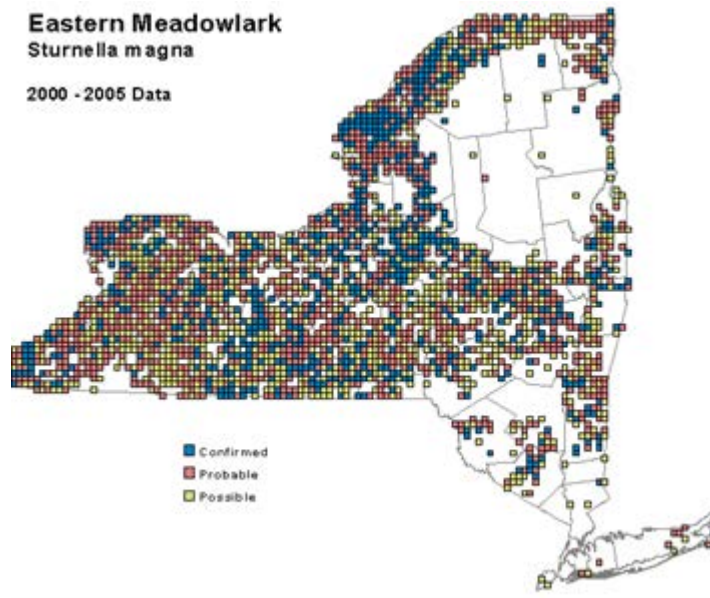 Eastern Meadowlark
Sturnella magna
2000 - 2005 Data
Confirmed
Probable
Possible